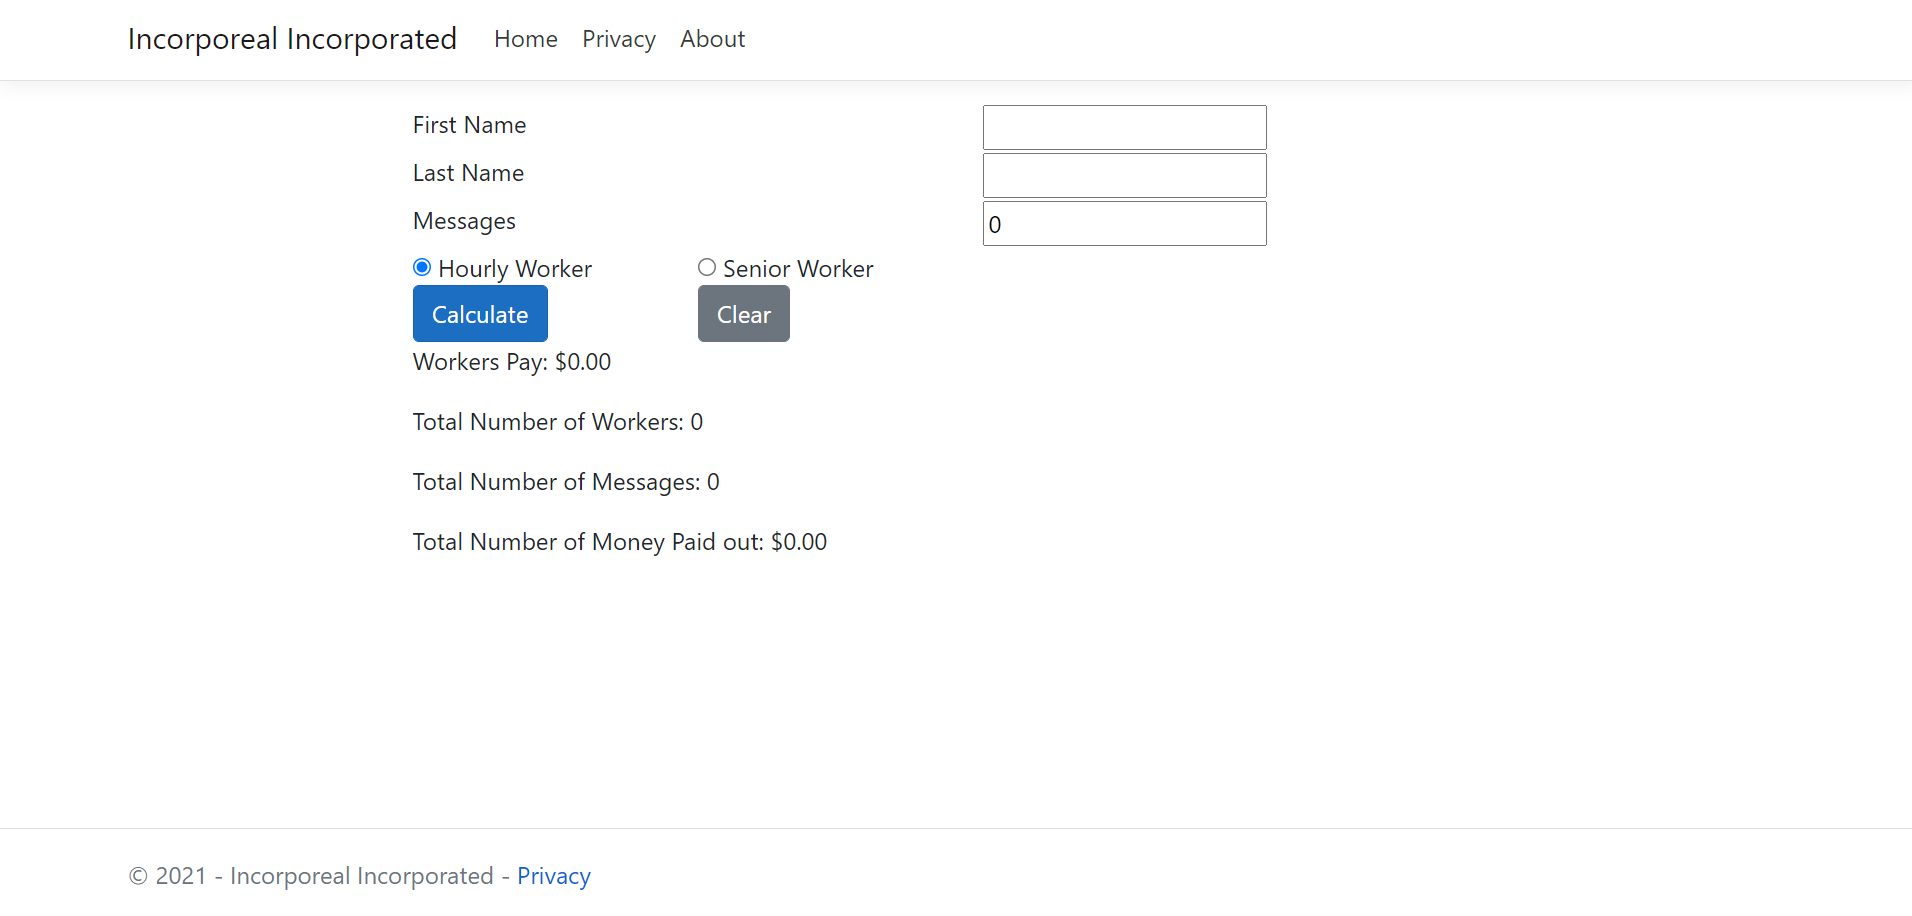 Incorporeal Incorporated Home Privacy About
First Name
Last Name
Messages 0
Hourly Worker Senior Worker
Calculate Clear
Workers Pay: $0.00
Total Number of Workers: 0
Total Number of Messages: 0
Total Number of Money Paid out: $0.00
© 2021 - Incorporeal Incorporated - Privacy